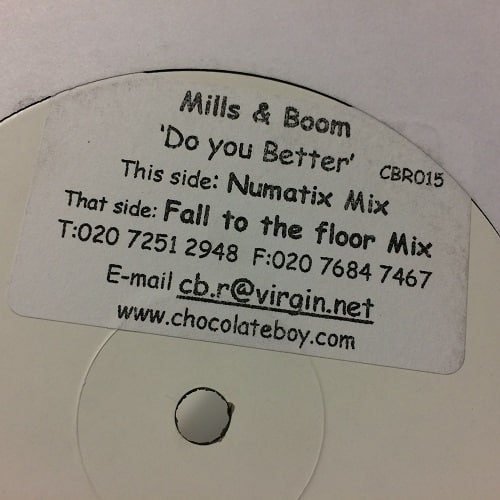 Mills & Boom
'Do you Better'
CBR015
This side: Numatix Mix
That side: Fall to the floor Mix
T:020 7251 2948 F:020 7684 7467
E-mail cb.r@virgin.net
www.chocolateboy.com